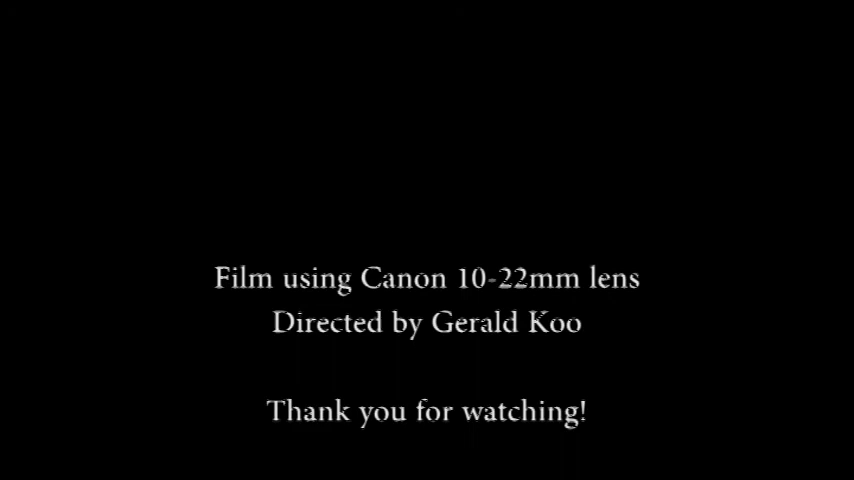 Film using Canon 10-22mm lens
Directed by Gerald Koo
Thank you for watching!